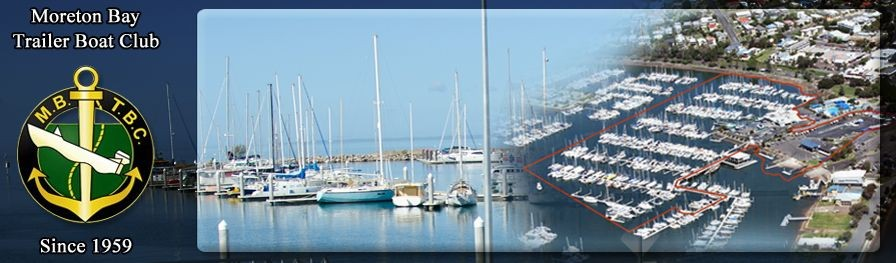 Moreton Bay
Trailer Boat Club
M.B. T.B.C.
Since 1959